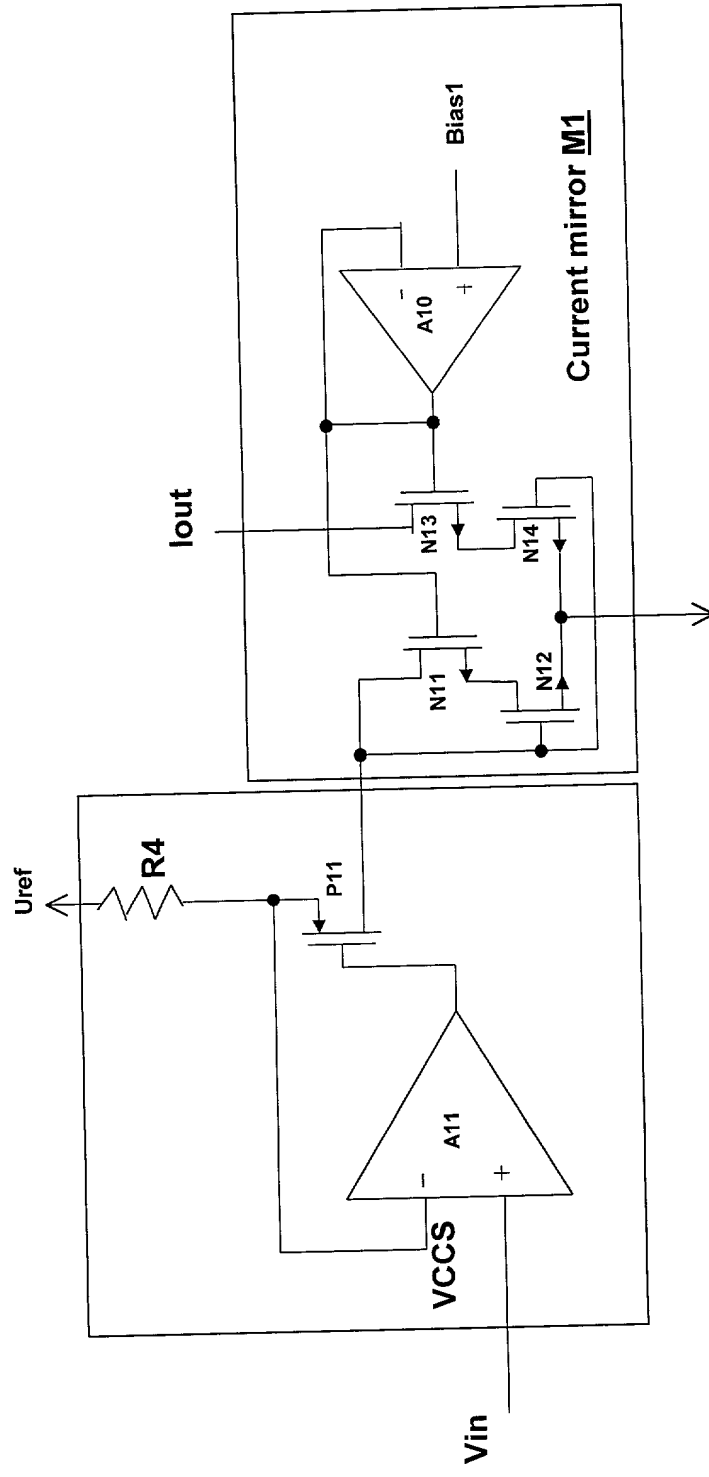 Uref
R4
P11
A11
−
+
VCCS
Vin
Iout
N11
N12
N13
N14
A10
−
+
Bias1
Current mirror M1